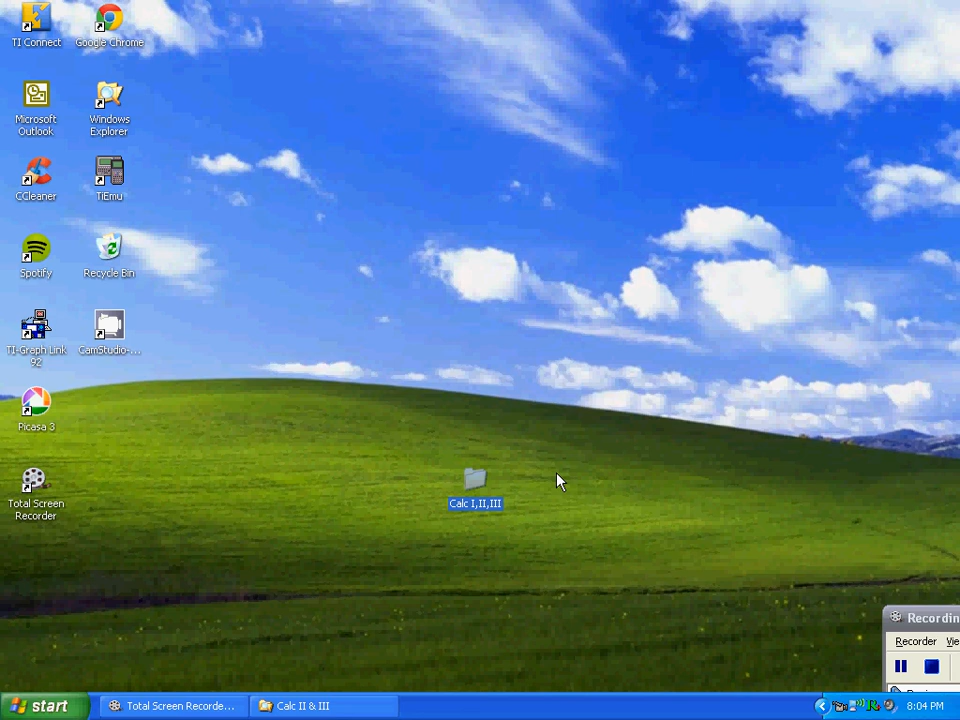 TI Connect
Google Chrome
Microsoft
Outlook
Windows
Explorer
CCleaner
TiEmu
Spotify
Recycle Bin
TI-Graph Link
92
CamStudio-...
Picasa 3
Total Screen
Recorder
Calc I,II,III
Recordin
Recorder Vie
start
Total Screen Recorde...
Calc II & III
8:04 PM